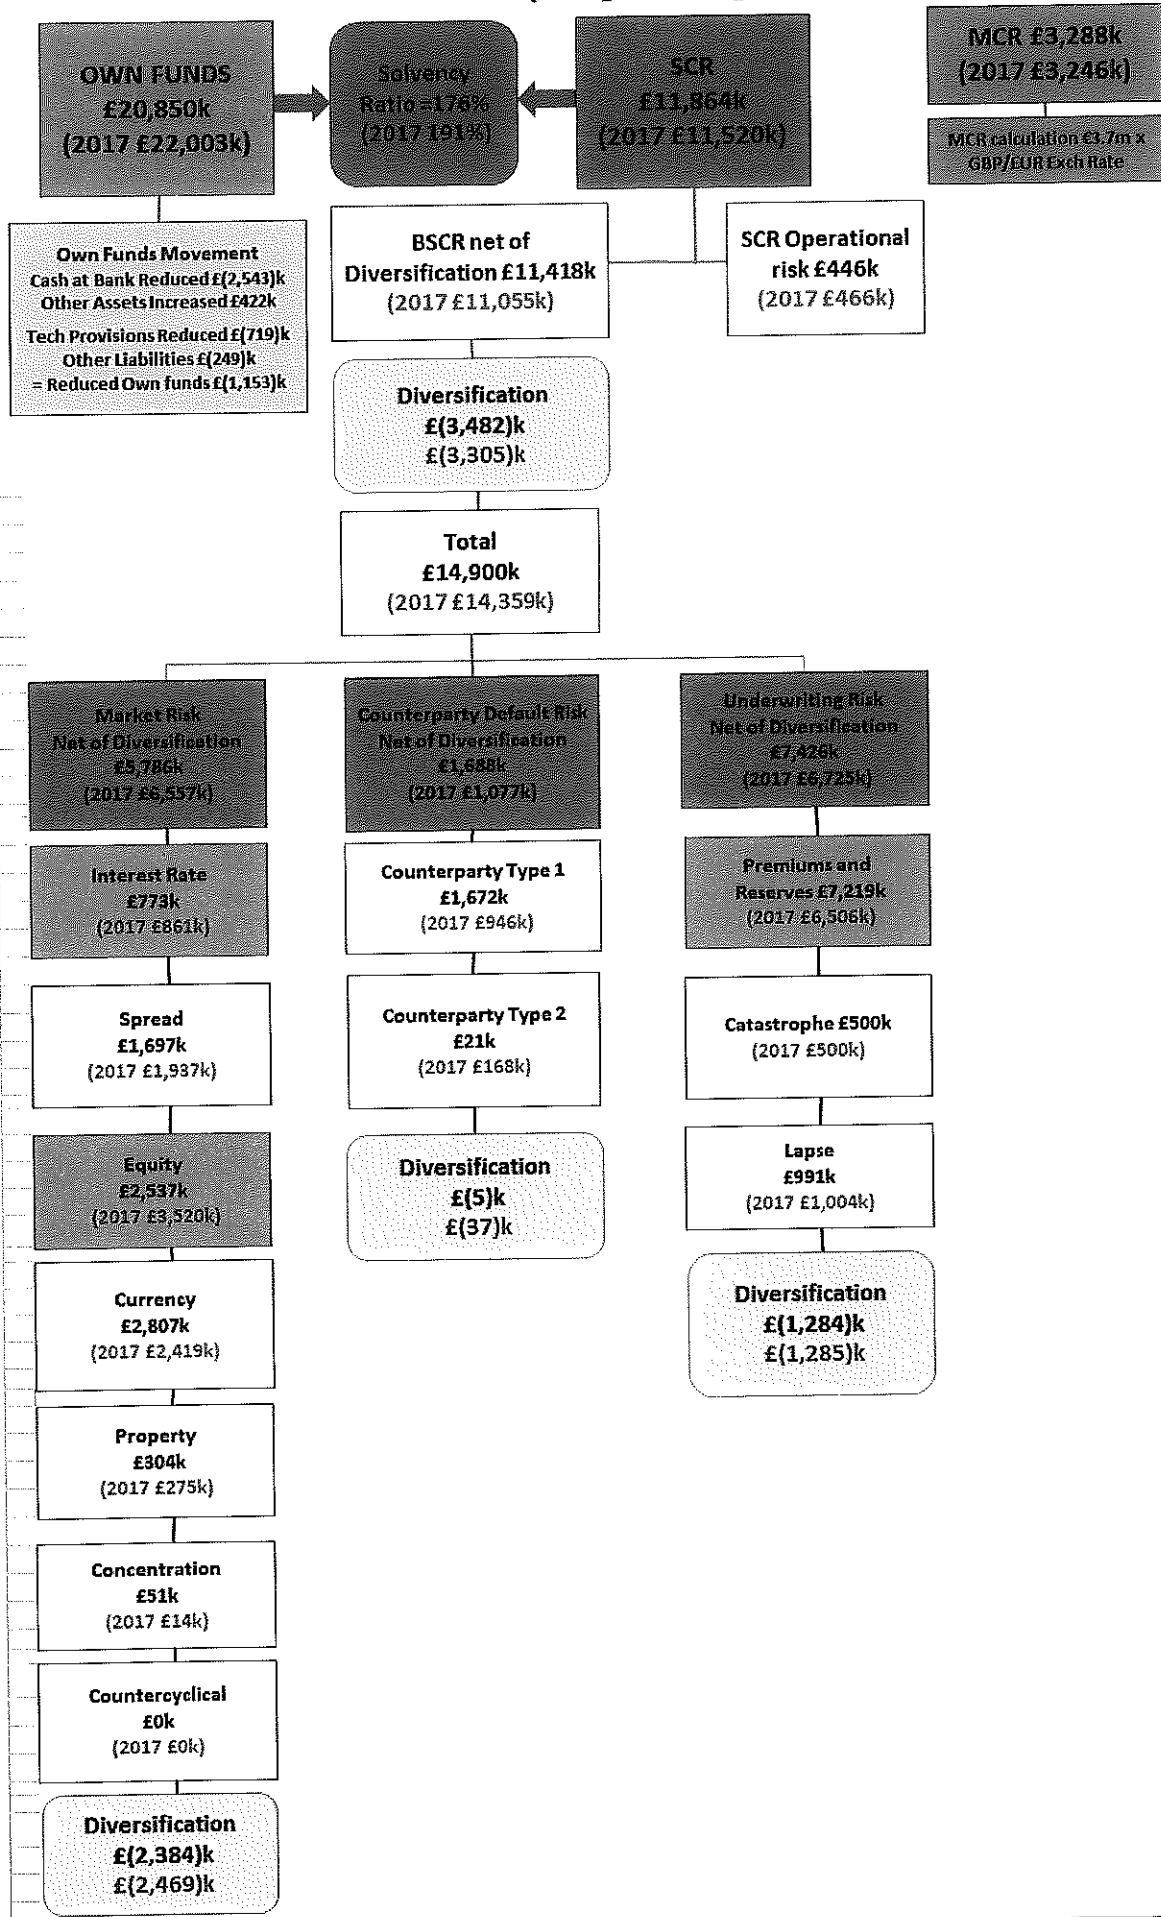 OWN FUNDS
£20,850k
(2017 £22,003k)
Solvency
Ratio =176%
(2017 191%)
SCR
£11,864k
(2017 £11,520k)
MCR £3,288k
(2017 £3,246k)
MCR calculation €3.7m x
GBP/EUR Exch Rate
Own Funds Movement
Cash at Bank Reduced £(2,543)k
Other Assets Increased £422k
Tech Provisions Reduced £(719)k
Other Liabilities £(249)k
= Reduced Own funds £(1,153)k
BSCR net of
Diversification £11,418k
(2017 £11,055k)
SCR Operational
risk £446k
(2017 £466k)
Diversification
£(3,482)k
£(3,305)k
Total
£14,900k
(2017 £14,359k)
Market Risk
Net of Diversification
£5,786k
(2017 £6,557k)
Interest Rate
£773k
(2017 £861k)
Spread
£1,697k
(2017 £1,937k)
Equity
£2,537k
(2017 £3,520k)
Currency
£2,807k
(2017 £2,419k)
Property
£304k
(2017 £275k)
Concentration
£51k
(2017 £14k)
Countercyclical
£0k
(2017 £0k)
Diversification
£(2,384)k
£(2,469)k
Counterparty Default Risk
Net of Diversification
£1,688k
(2017 £1,077k)
Counterparty Type 1
£1,672k
(2017 £946k)
Counterparty Type 2
£21k
(2017 £168k)
Diversification
£(5)k
£(37)k
Underwriting Risk
Net of Diversification
£7,426k
(2017 £6,725k)
Premiums and
Reserves £7,219k
(2017 £6,506k)
Catastrophe £500k
(2017 £500k)
Lapse
£991k
(2017 £1,004k)
Diversification
£(1,284)k
£(1,285)k